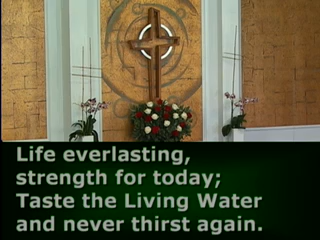 Life everlasting,
strength for today;
Taste the Living Water
and never thirst again.